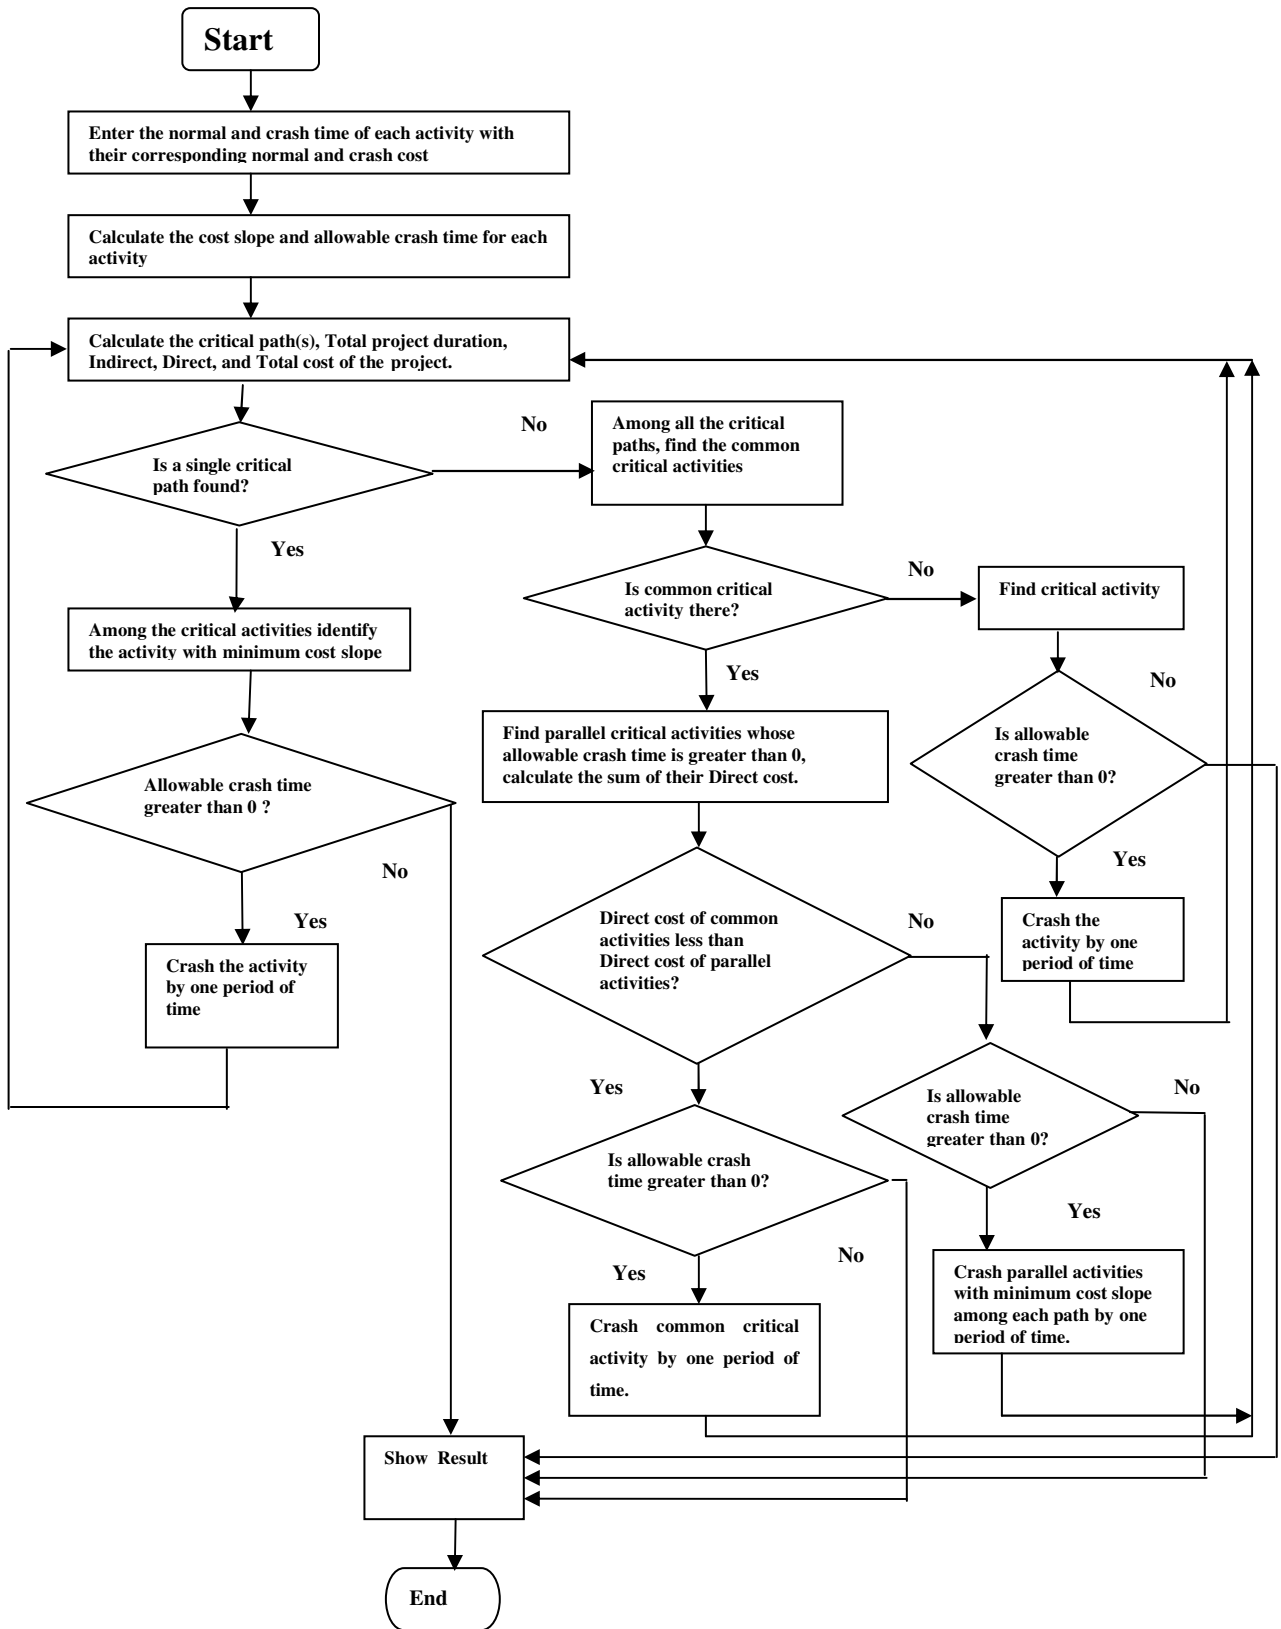 Start
Enter the normal and crash time of each activity with
their corresponding normal and crash cost
Calculate the cost slope and allowable crash time for each
activity
Calculate the critical path(s), Total project duration,
Indirect, Direct, and Total cost of the project.
No
Among all the critical
paths, find the common
critical activities
Is a single critical
path found?
Yes
No
Is common critical
activity there?
Find critical activity
Among the critical activities identify
the activity with minimum cost slope
Yes
No
Find parallel critical activities whose
allowable crash time is greater than 0,
calculate the sum of their Direct cost.
Is allowable
crash time
greater than 0?
Allowable crash time
greater than 0 ?
No
Yes
Yes
Direct cost of common
activities less than
Direct cost of parallel
activities?
No
Crash the
activity by one
period of time
Crash the activity
by one period of
time
Yes
Is allowable
crash time
greater than 0?
No
Is allowable crash
time greater than 0?
Yes
No
Yes
Crash parallel activities
with minimum cost slope
among each path by one
period of time.
Crash common critical
activity by one period of
time.
Show Result
End